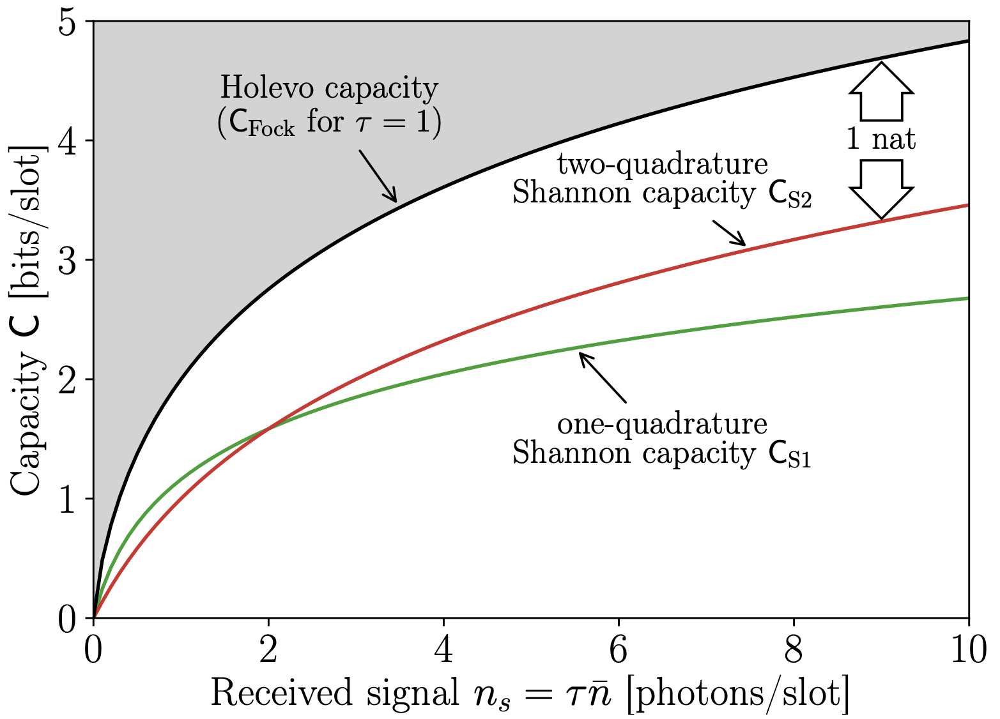 5
4
3
2
1
0
Capacity C [bits/slot]
Holevo capacity
(C_Fock for τ = 1)
1 nat
two-quadrature
Shannon capacity C_S2
one-quadrature
Shannon capacity C_S1
0 2 4 6 8 10
Received signal n_s = τn̄ [photons/slot]